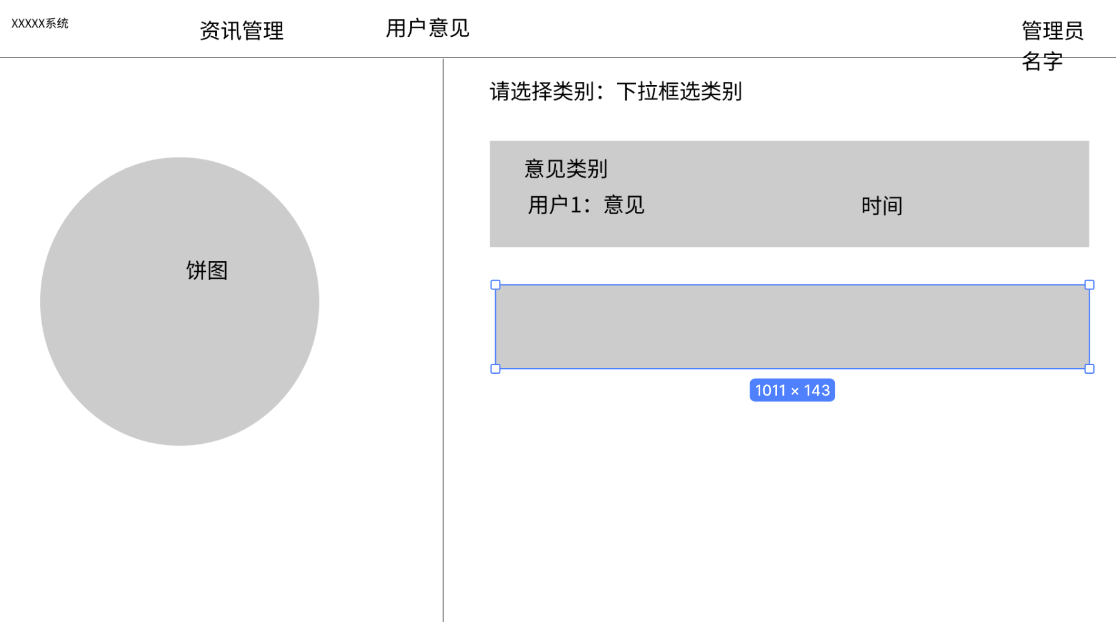 XXXXX系统
资讯管理
用户意见
管理员
名字
请选择类别：下拉框选类别
意见类别
用户1：意见
时间
饼图
1011 × 143